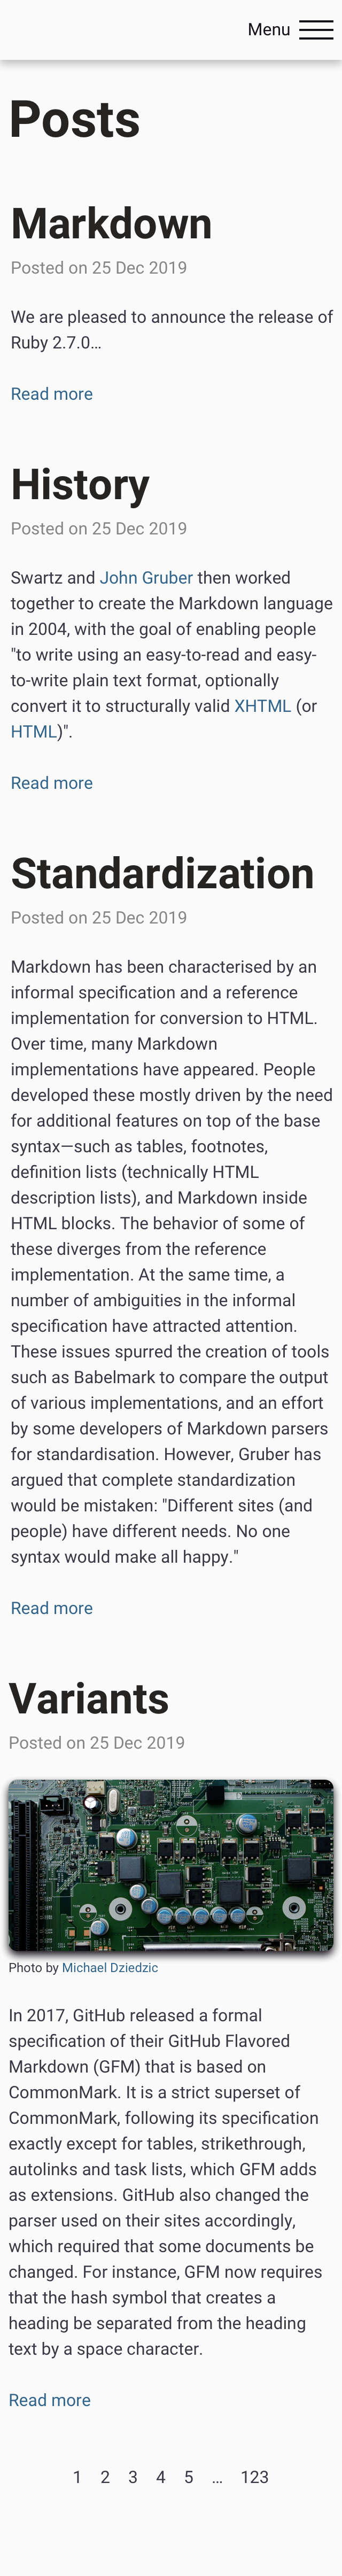 Menu
Posts
Markdown
Posted on 25 Dec 2019
We are pleased to announce the release of
Ruby 2.7.0…
Read more
History
Posted on 25 Dec 2019
Swartz and John Gruber then worked
together to create the Markdown language
in 2004, with the goal of enabling people
"to write using an easy-to-read and easy-
to-write plain text format, optionally
convert it to structurally valid XHTML (or
HTML)".
Read more
Standardization
Posted on 25 Dec 2019
Markdown has been characterised by an
informal specification and a reference
implementation for conversion to HTML.
Over time, many Markdown
implementations have appeared. People
developed these mostly driven by the need
for additional features on top of the base
syntax—such as tables, footnotes,
definition lists (technically HTML
description lists), and Markdown inside
HTML blocks. The behavior of some of
these diverges from the reference
implementation. At the same time, a
number of ambiguities in the informal
specification have attracted attention.
These issues spurred the creation of tools
such as Babelmark to compare the output
of various implementations, and an effort
by some developers of Markdown parsers
for standardisation. However, Gruber has
argued that complete standardization
would be mistaken: "Different sites (and
people) have different needs. No one
syntax would make all happy."
Read more
Variants
Posted on 25 Dec 2019
Photo by Michael Dziedzic
In 2017, GitHub released a formal
specification of their GitHub Flavored
Markdown (GFM) that is based on
CommonMark. It is a strict superset of
CommonMark, following its specification
exactly except for tables, strikethrough,
autolinks and task lists, which GFM adds
as extensions. GitHub also changed the
parser used on their sites accordingly,
which required that some documents be
changed. For instance, GFM now requires
that the hash symbol that creates a
heading be separated from the heading
text by a space character.
Read more
1 2 3 4 5 … 123